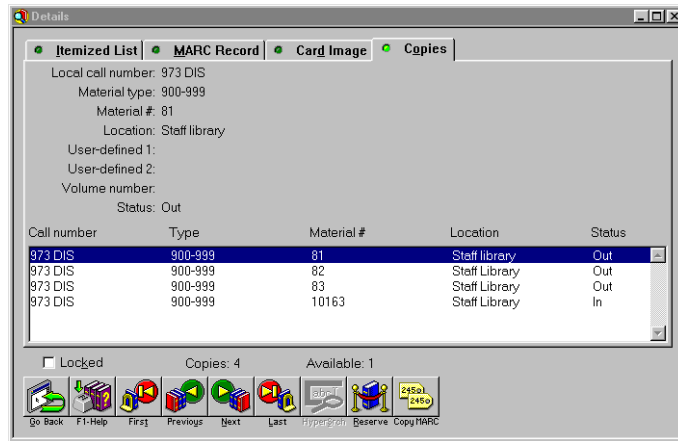 Details
Itemized List MARC Record Card Image Copies
Local call number: 973 DIS
Material type: 900-999
Material #: 81
Location: Staff library
User-defined 1:
User-defined 2:
Volume number:
Status: Out
Call number Type Material # Location Status
973 DIS 900-999 81 Staff library Out
973 DIS 900-999 82 Staff Library Out
973 DIS 900-999 83 Staff Library Out
973 DIS 900-999 10163 Staff Library In
Locked Copies: 4 Available: 1
Go Back F1-Help First Previous Next Last Reserve Copy MARC